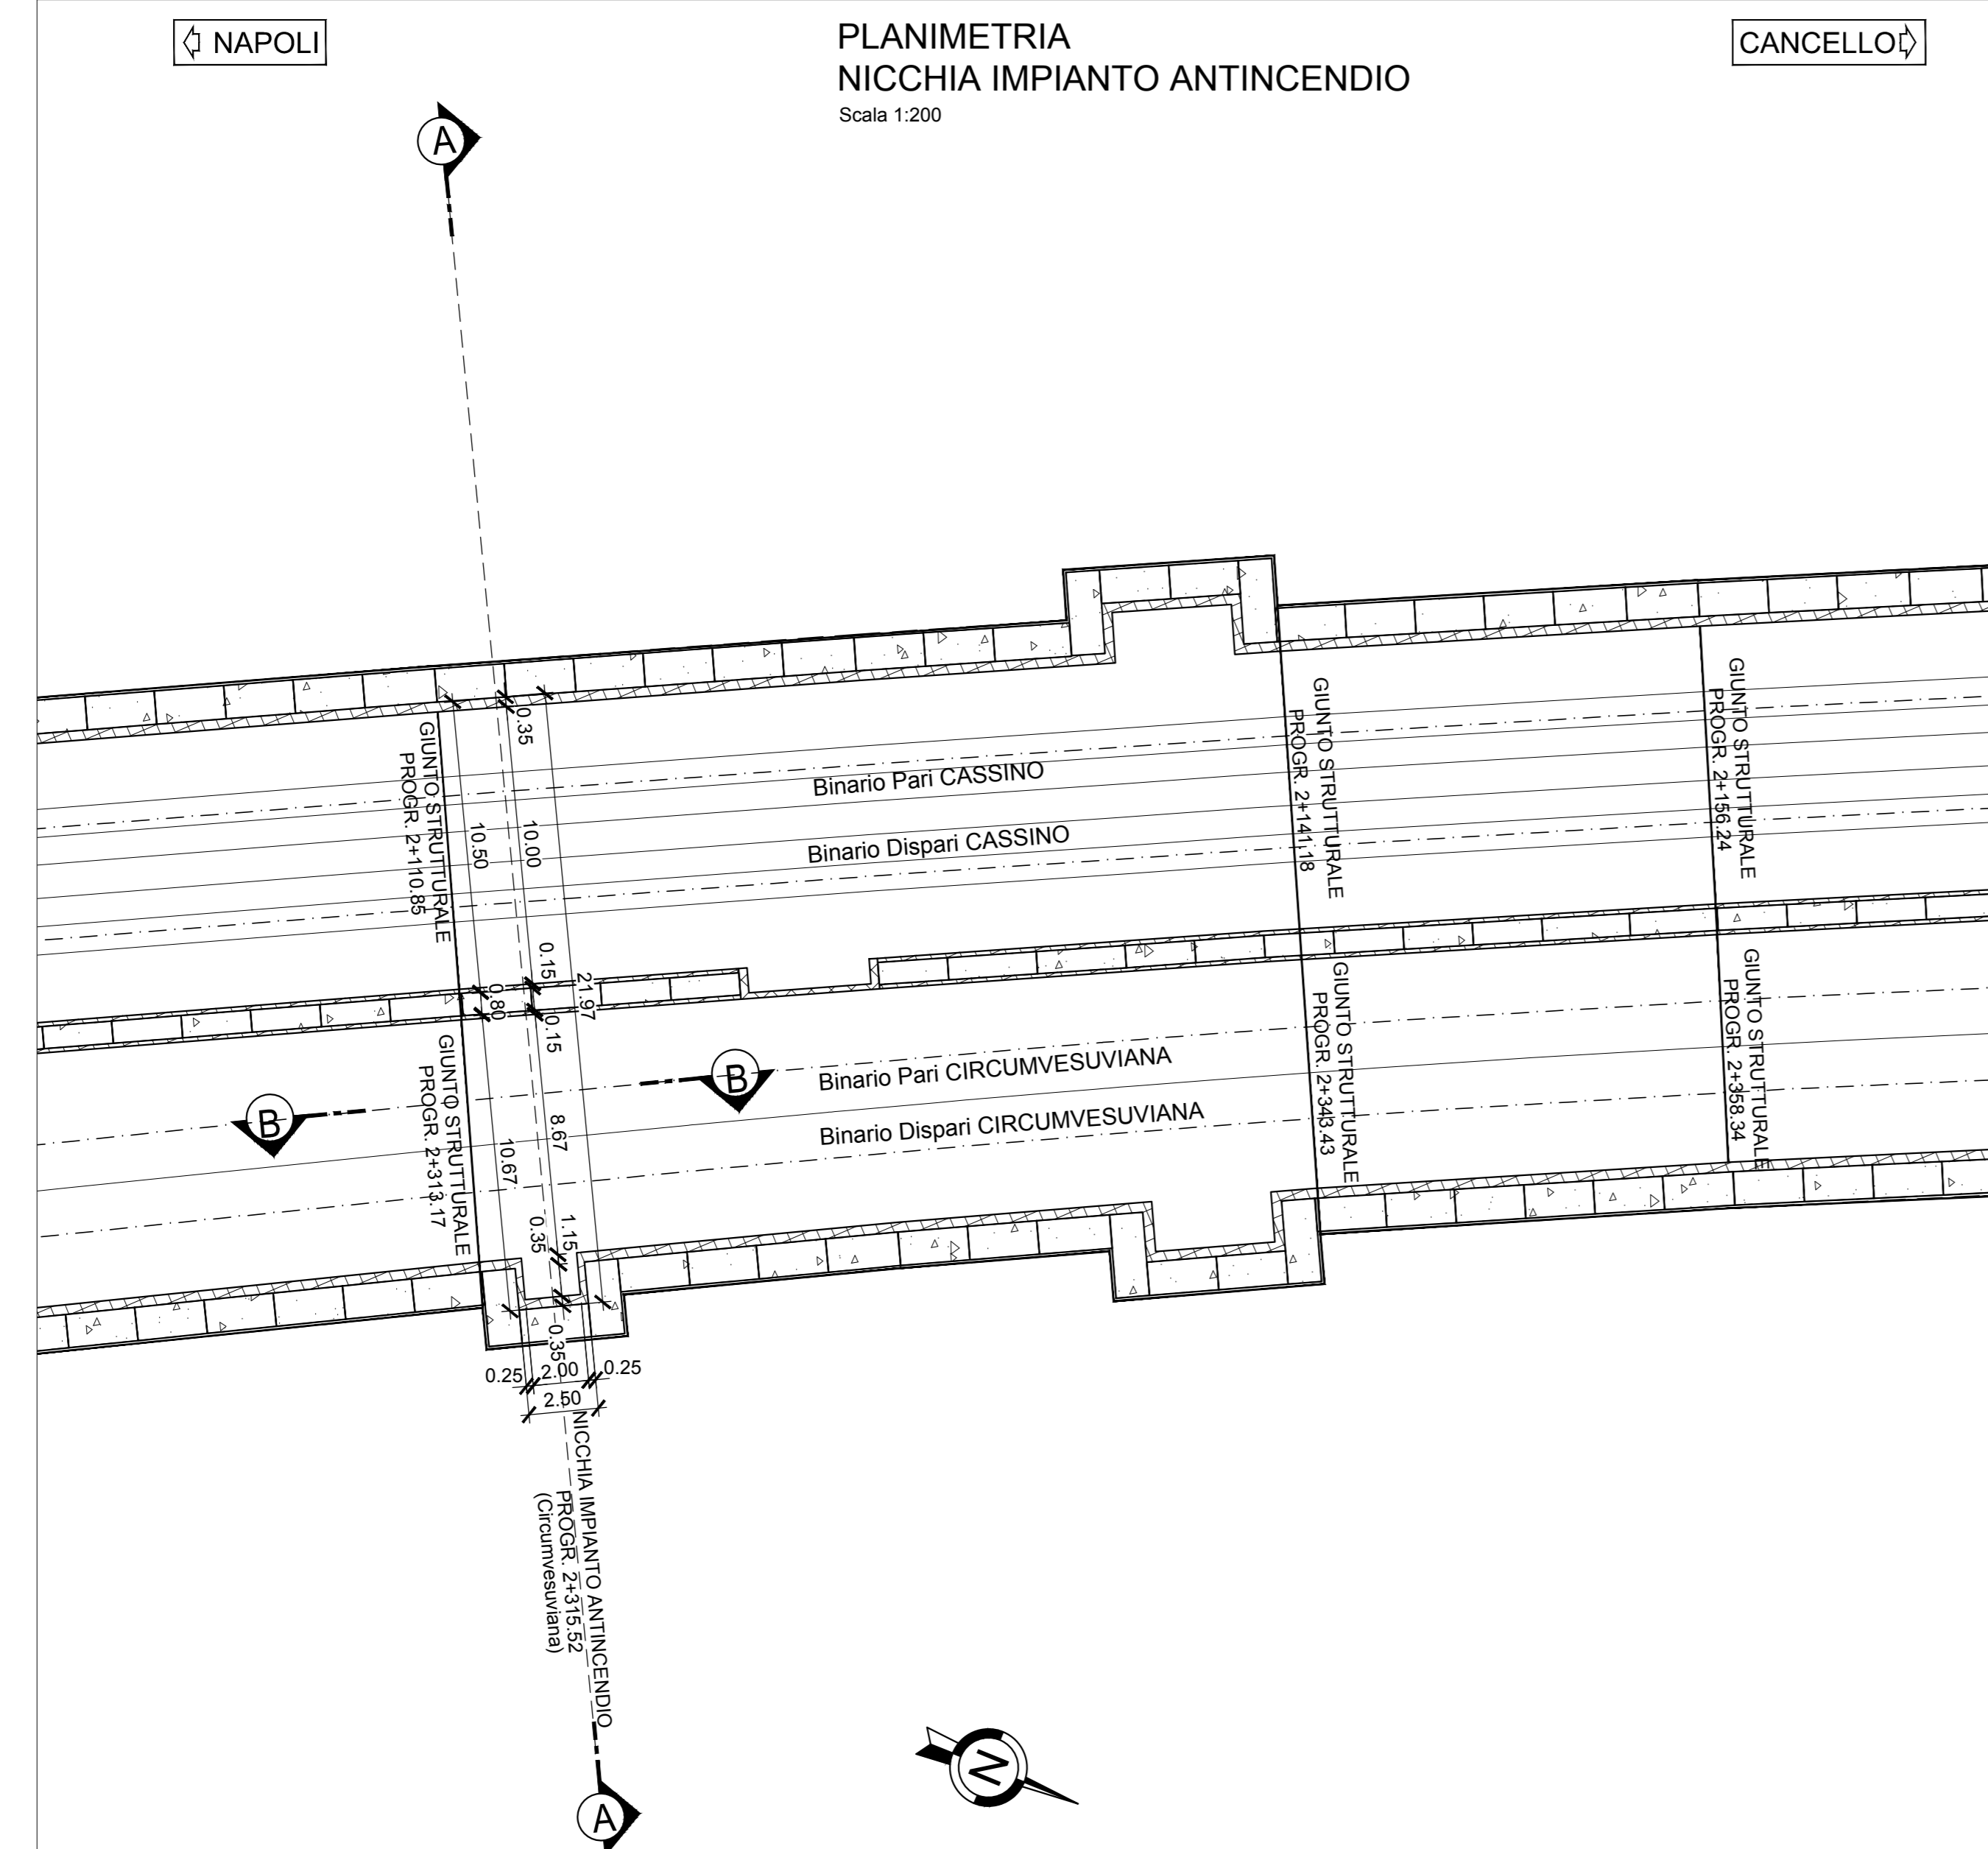 NAPOLI
PLANIMETRIA
NICCHIA IMPIANTO ANTINCENDIO
Scala 1:200
CANCELLO
A
GIUNTO STRUTTURALE
PROGR. 2+110.85
0.35
10.50
10.00
Binario Pari CASSINO
Binario Dispari CASSINO
GIUNTO STRUTTURALE
PROGR. 2+141.18
GIUNTO STRUTTURALE
PROGR. 2+156.24
0.15
0.80
21.97
0.15
GIUNTO STRUTTURALE
PROGR. 2+313.17
B
B
Binario Pari CIRCUMVESUVIANA
Binario Dispari CIRCUMVESUVIANA
GIUNTO STRUTTURALE
PROGR. 2+343.43
GIUNTO STRUTTURALE
PROGR. 2+358.34
8.67
10.67
1.15
0.35
0.35
0.25
2.00
0.25
2.50
NICCHIA IMPIANTO ANTINCENDIO
PROGR. 2+315.52
(Circumvesuviana)
N
A